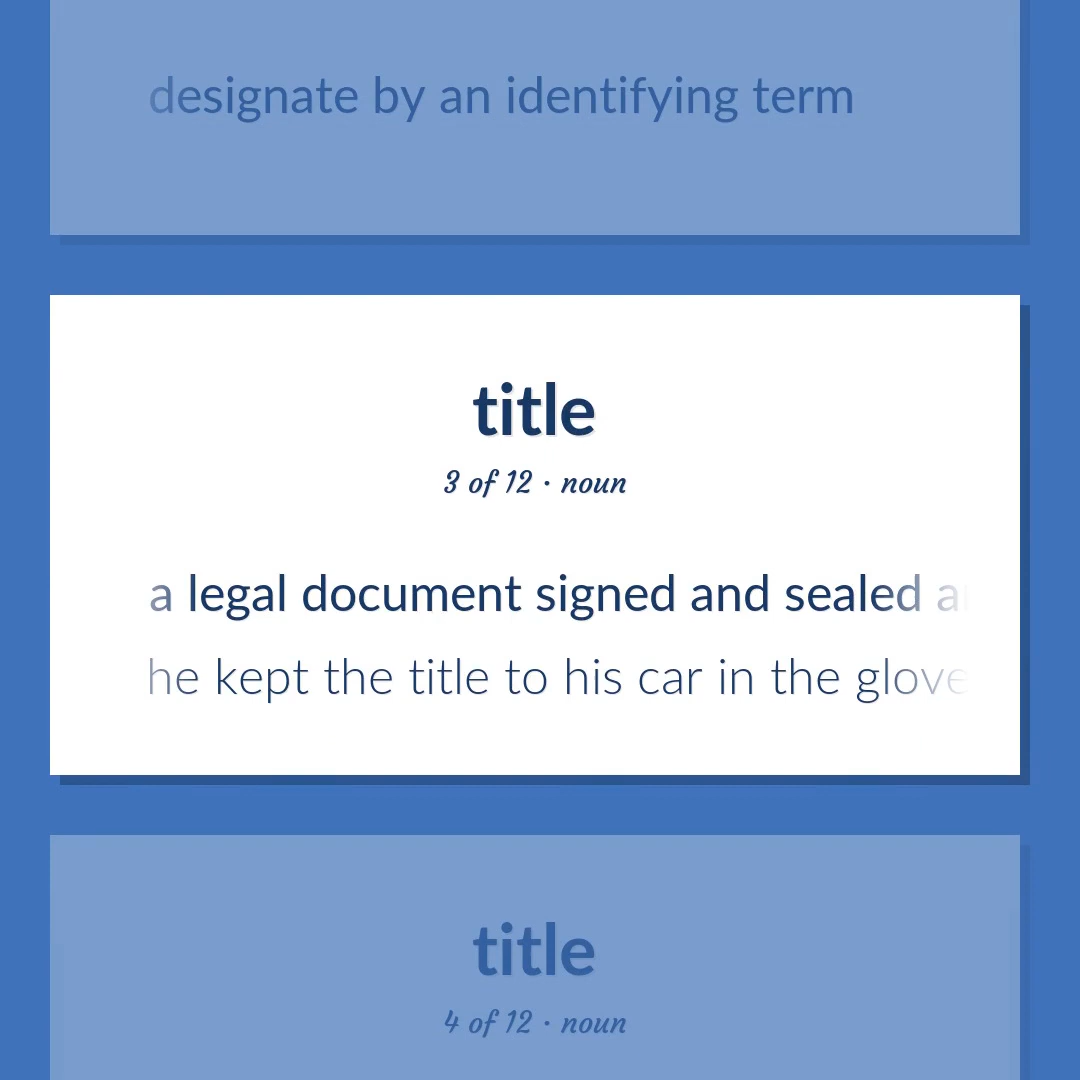 designate by an identifying term
title
3 of 12 · noun
a legal document signed and sealed
he kept the title to his car in the glove
title
4 of 12 · noun